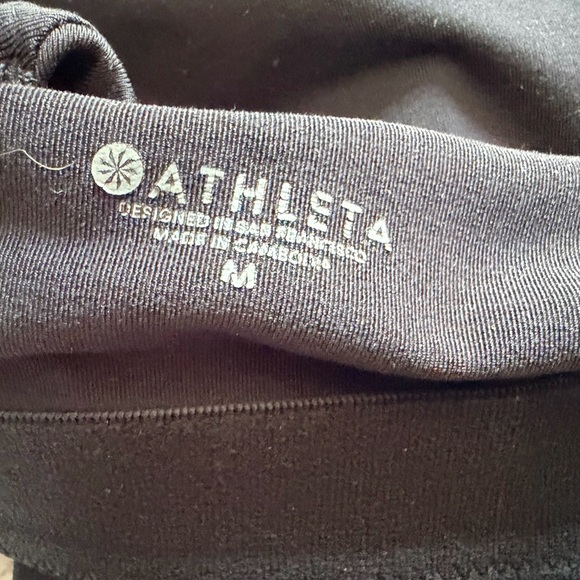 ATHLETA
DESIGNED IN SAN FRANCISCO
MADE IN CAMBODIA
M